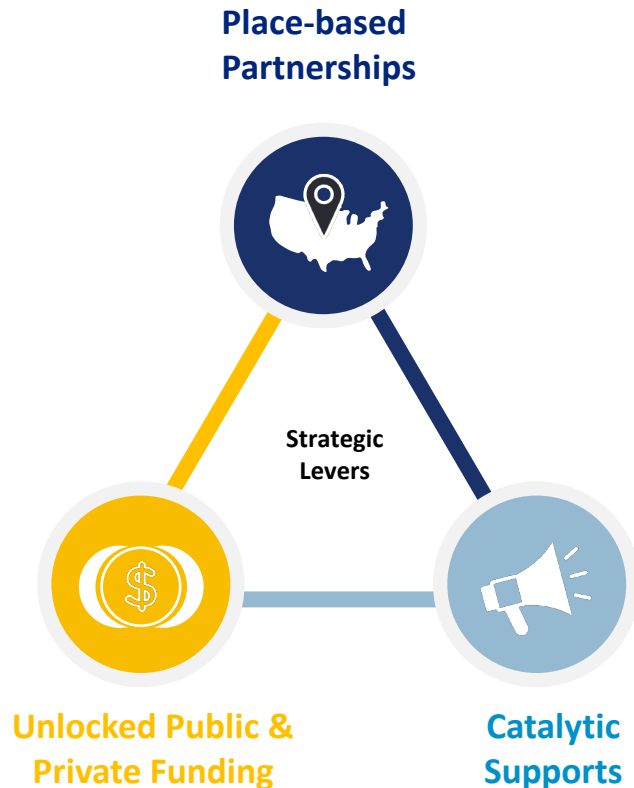 Place-based
Partnerships
Strategic
Levers
$
Unlocked Public &
Private Funding
Catalytic
Supports